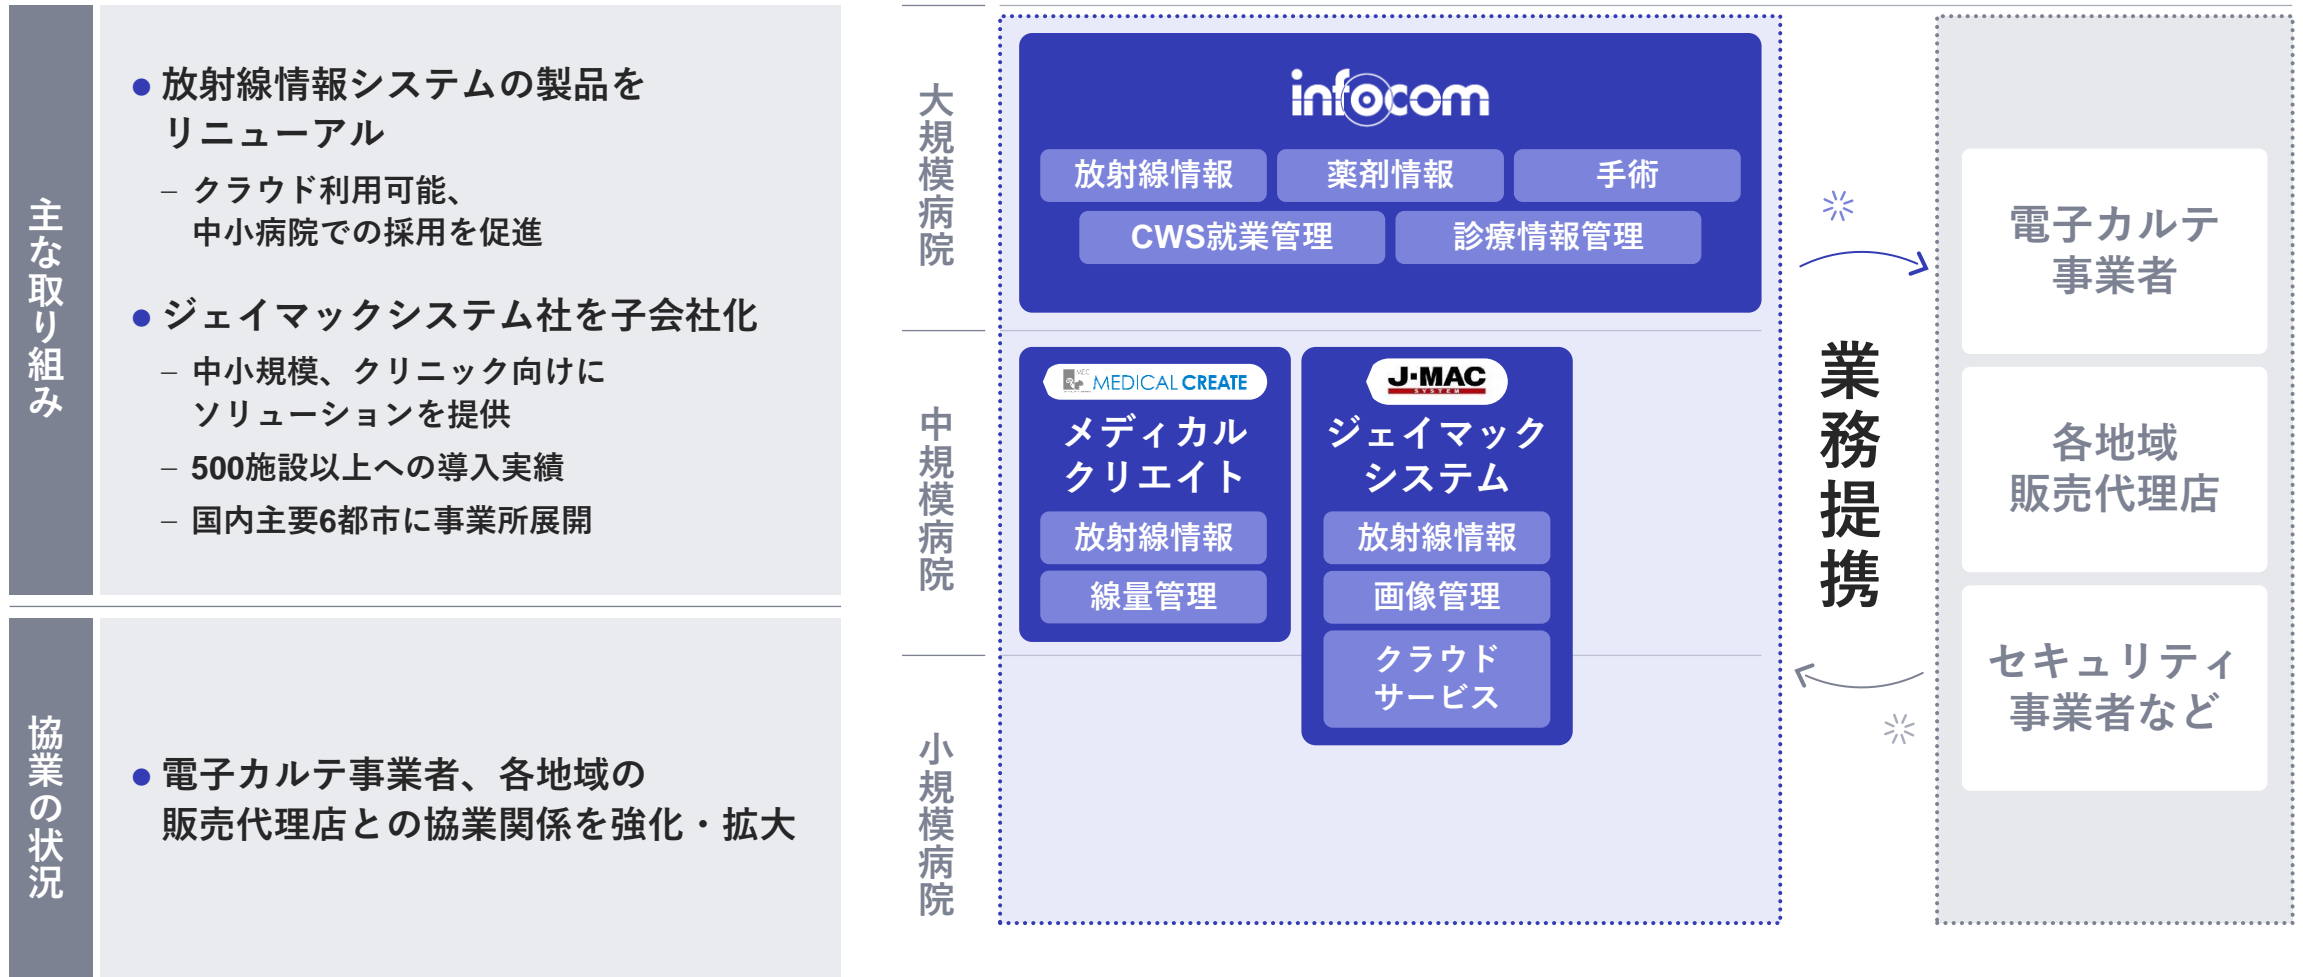 主な取り組み
放射線情報システムの製品を
リニューアル
– クラウド利用可能、
中小病院での採用を促進
ジェイマックシステム社を子会社化
– 中小規模、クリニック向けに
ソリューションを提供
– 500施設以上への導入実績
– 国内主要6都市に事業所展開
協業の状況
電子カルテ事業者、各地域の
販売代理店との協業関係を強化・拡大
大規模病院
infocom
放射線情報
薬剤情報
手術
CWS就業管理
診療情報管理
中規模病院
MEC
MEDICAL CREATE
メディカル
クリエイト
放射線情報
線量管理
J·MAC
SYSTEM
ジェイマック
システム
放射線情報
画像管理
クラウド
サービス
小規模病院
業務提携
電子カルテ
事業者
各地域
販売代理店
セキュリティ
事業者など